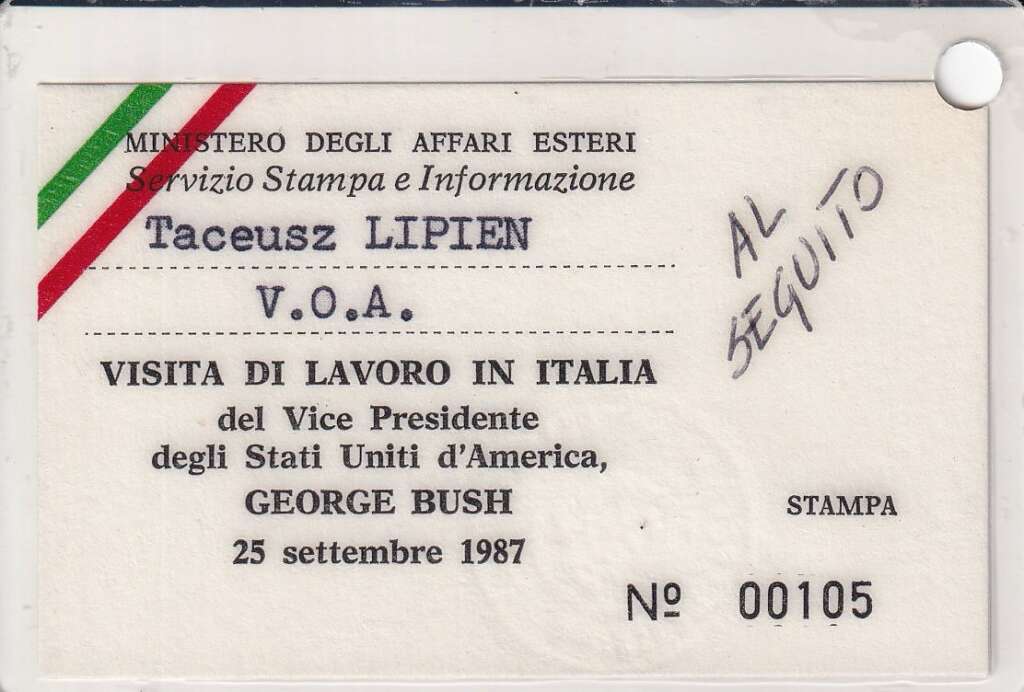 MINISTERO DEGLI AFFARI ESTERI
Servizio Stampa e Informazione
Taceusz LIPIEN
V.O.A.
AL
SEGUITO
VISITA DI LAVORO IN ITALIA
del Vice Presidente
degli Stati Uniti d'America,
GEORGE BUSH
25 settembre 1987
STAMPA
Nº 00105